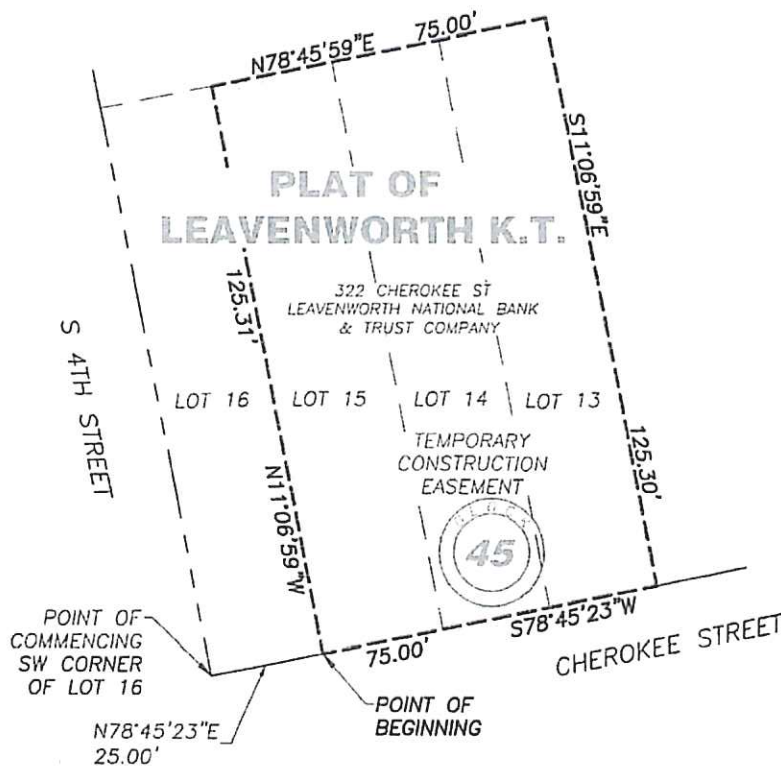 N78°45'59"E
75.00'
S11°06'59"E
PLAT OF
LEAVENWORTH K.T.
125.31'
322 CHEROKEE ST
LEAVENWORTH NATIONAL BANK
& TRUST COMPANY
S 4TH STREET
LOT 16
LOT 15
LOT 14
LOT 13
TEMPORARY
CONSTRUCTION
EASEMENT
125.30'
N11°06'59"W
BLOCK
45
POINT OF
COMMENCING
SW CORNER
OF LOT 16
75.00'
S78°45'23"W
CHEROKEE STREET
POINT OF
BEGINNING
N78°45'23"E
25.00'